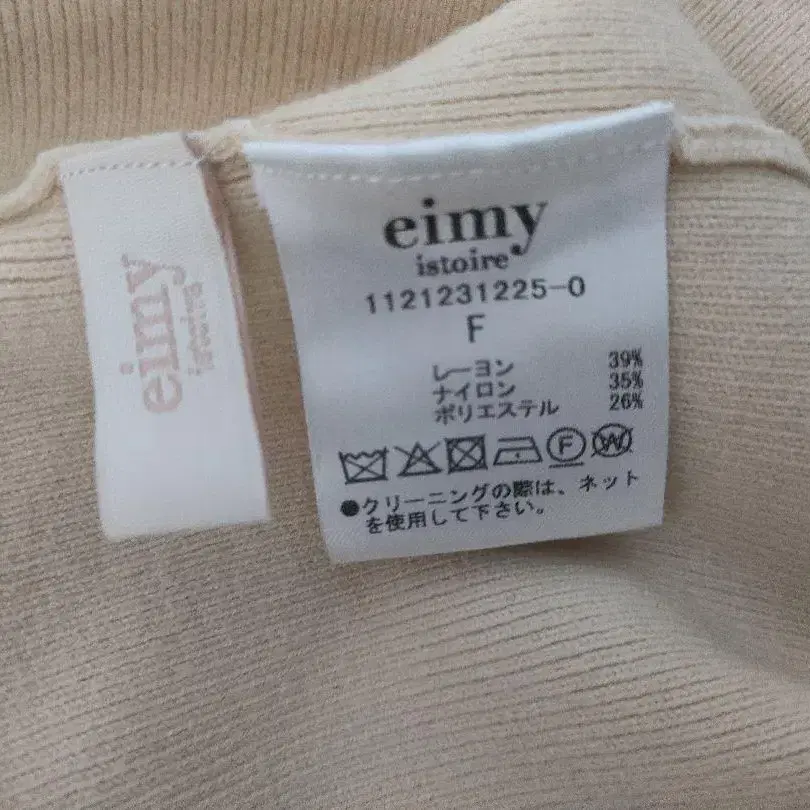 eimy
istoire
eimy
istoire
1121231225-0
F
レーヨン 39%
ナイロン 35%
ポリエステル 26%
F W
●クリーニングの際は、ネット
を使用して下さい。